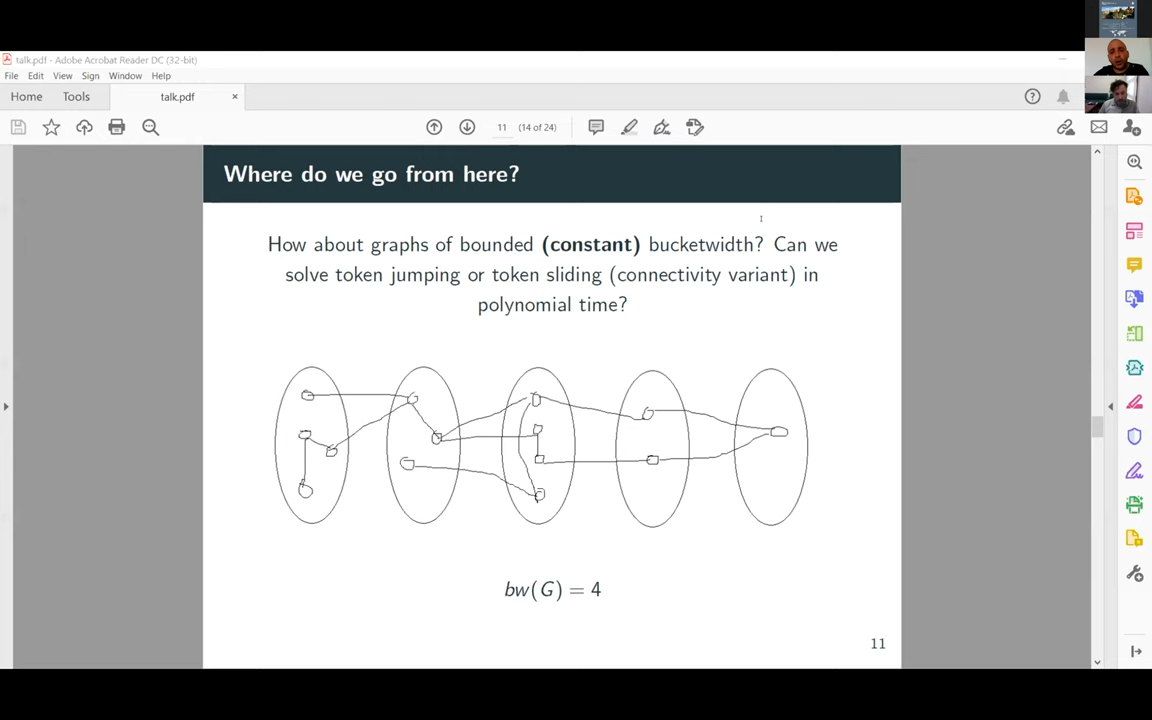 talk.pdf - Adobe Acrobat Reader DC (32-bit)
File Edit View Sign Window Help
Home Tools talk.pdf ×
11 (14 of 24)
Where do we go from here?
How about graphs of bounded (constant) bucketwidth? Can we
solve token jumping or token sliding (connectivity variant) in
polynomial time?
bw(G) = 4
11